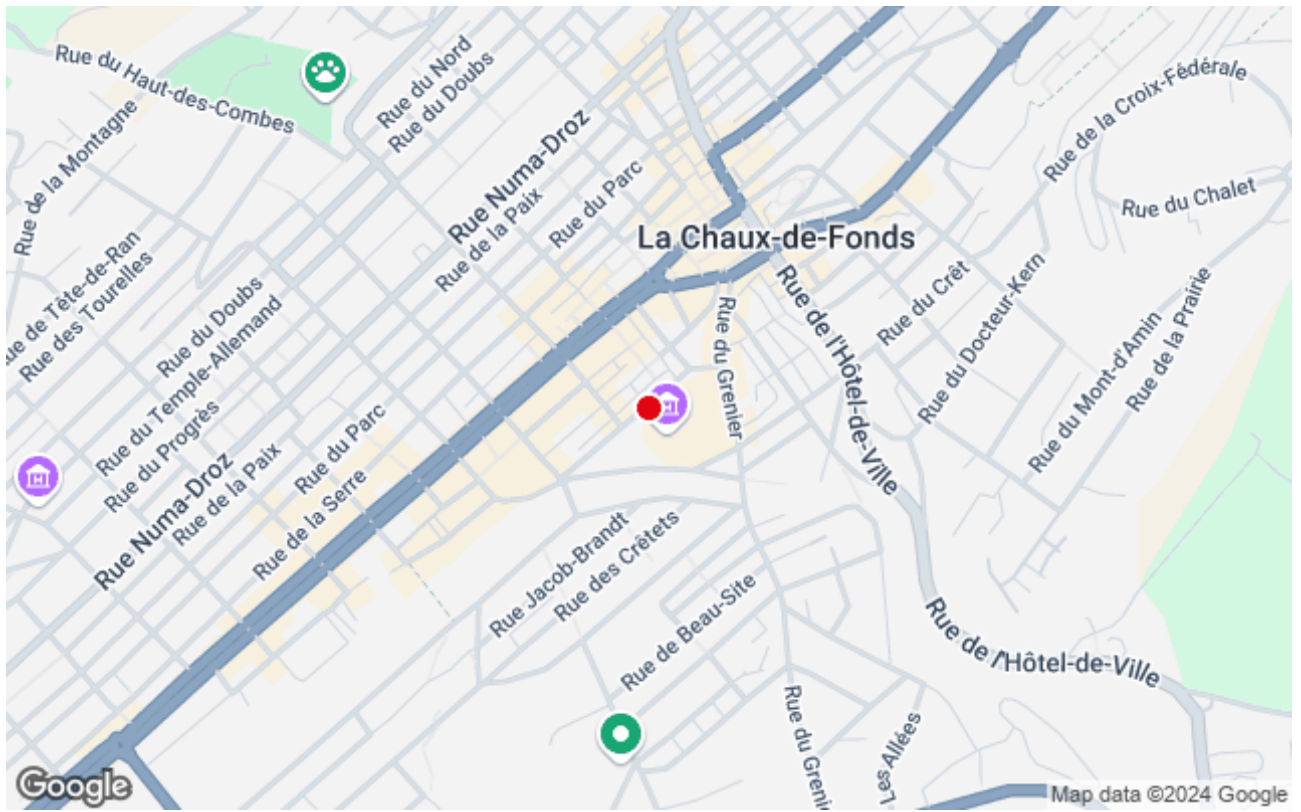 Rue du Haut-des-Combes
Rue du Nord
Rue du Doubs
Rue de la Montagne
Rue Numa-Droz
Rue de la Paix
Rue du Parc
Rue de la Croix-Fédérale
Rue du Chalet
La Chaux-de-Fonds
ue de Tête-de-Ran
Rue des Tourelles
Rue du Doubs
Rue du Temple-Allemand
Rue du Progrès
Rue Numa-Droz
Rue de la Paix
Rue du Parc
Rue de la Serre
Rue du Grenier
Rue de l'Hôtel-de-Ville
Rue du Crêt
Rue du Docteur-Kern
Rue du Mont-d'Amin
Rue de la Prairie
Rue Jacob-Brandt
Rue des Crêtets
Rue de Beau-Site
Rue de l'Hôtel-de-Ville
Rue du Grenier
Les Allées
Google
Map data ©2024 Google